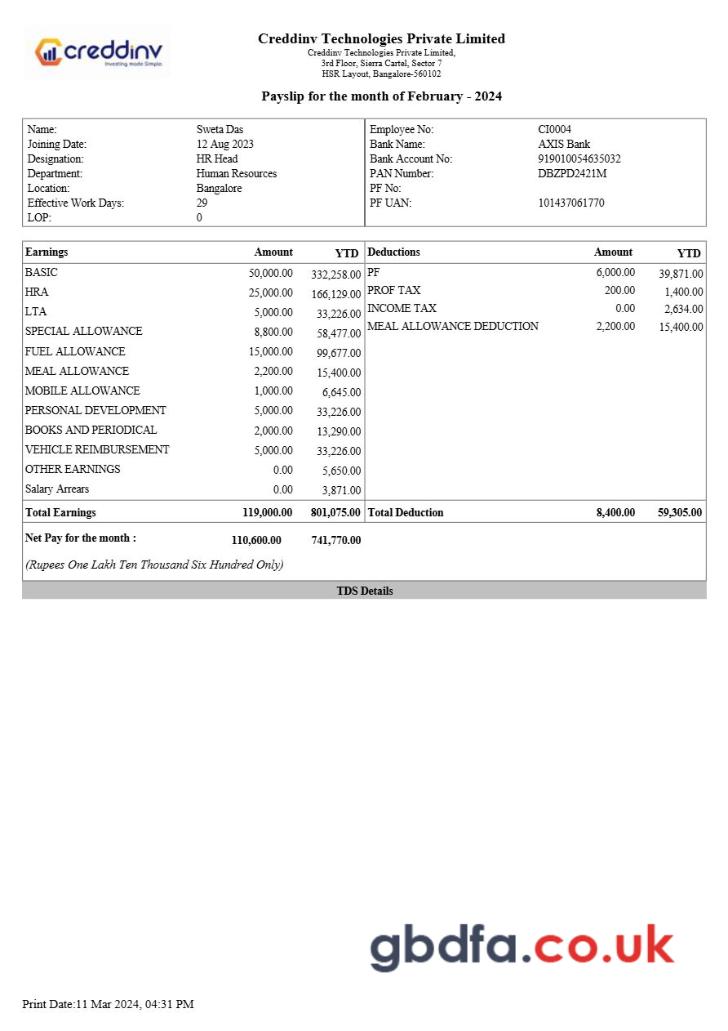 creddinv
Investing made Simple.
Creddinv Technologies Private Limited
Creddinv Technologies Private Limited,
3rd Floor, Sierra Cartel, Sector 7
HSR Layout, Bangalore-560102
Payslip for the month of February - 2024
Name: Sweta Das Employee No: CI0004
Joining Date: 12 Aug 2023 Bank Name: AXIS Bank
Designation: HR Head Bank Account No: 919010054635032
Department: Human Resources PAN Number: DBZPD2421M
Location: Bangalore PF No:
Effective Work Days: 29 PF UAN: 101437061770
LOP: 0
Earnings Amount YTD Deductions Amount YTD
BASIC 50,000.00 332,258.00 PF 6,000.00 39,871.00
HRA 25,000.00 166,129.00 PROF TAX 200.00 1,400.00
LTA 5,000.00 33,226.00 INCOME TAX 0.00 2,634.00
SPECIAL ALLOWANCE 8,800.00 58,477.00 MEAL ALLOWANCE DEDUCTION 2,200.00 15,400.00
FUEL ALLOWANCE 15,000.00 99,677.00
MEAL ALLOWANCE 2,200.00 15,400.00
MOBILE ALLOWANCE 1,000.00 6,645.00
PERSONAL DEVELOPMENT 5,000.00 33,226.00
BOOKS AND PERIODICAL 2,000.00 13,290.00
VEHICLE REIMBURSEMENT 5,000.00 33,226.00
OTHER EARNINGS 0.00 5,650.00
Salary Arrears 0.00 3,871.00
Total Earnings 119,000.00 801,075.00 Total Deduction 8,400.00 59,305.00
Net Pay for the month : 110,600.00 741,770.00
(Rupees One Lakh Ten Thousand Six Hundred Only)
TDS Details
gbdfa.co.uk
Print Date:11 Mar 2024, 04:31 PM